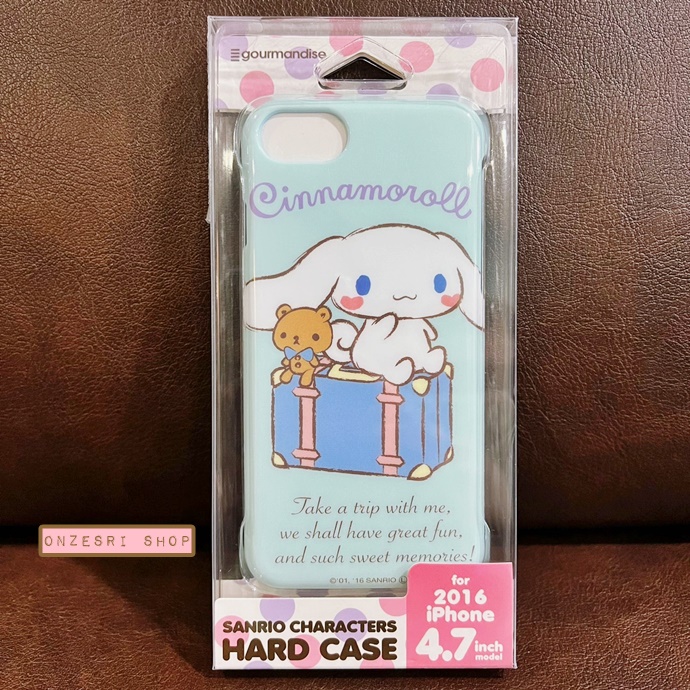 gourmandise
Cinnamoroll
Take a trip with me,
we shall have great fun,
and such sweet memories!
©'01, '16 SANRIO
ONZESRI SHOP
for
2016
iPhone
4.7inch
model
SANRIO CHARACTERS
HARD CASE